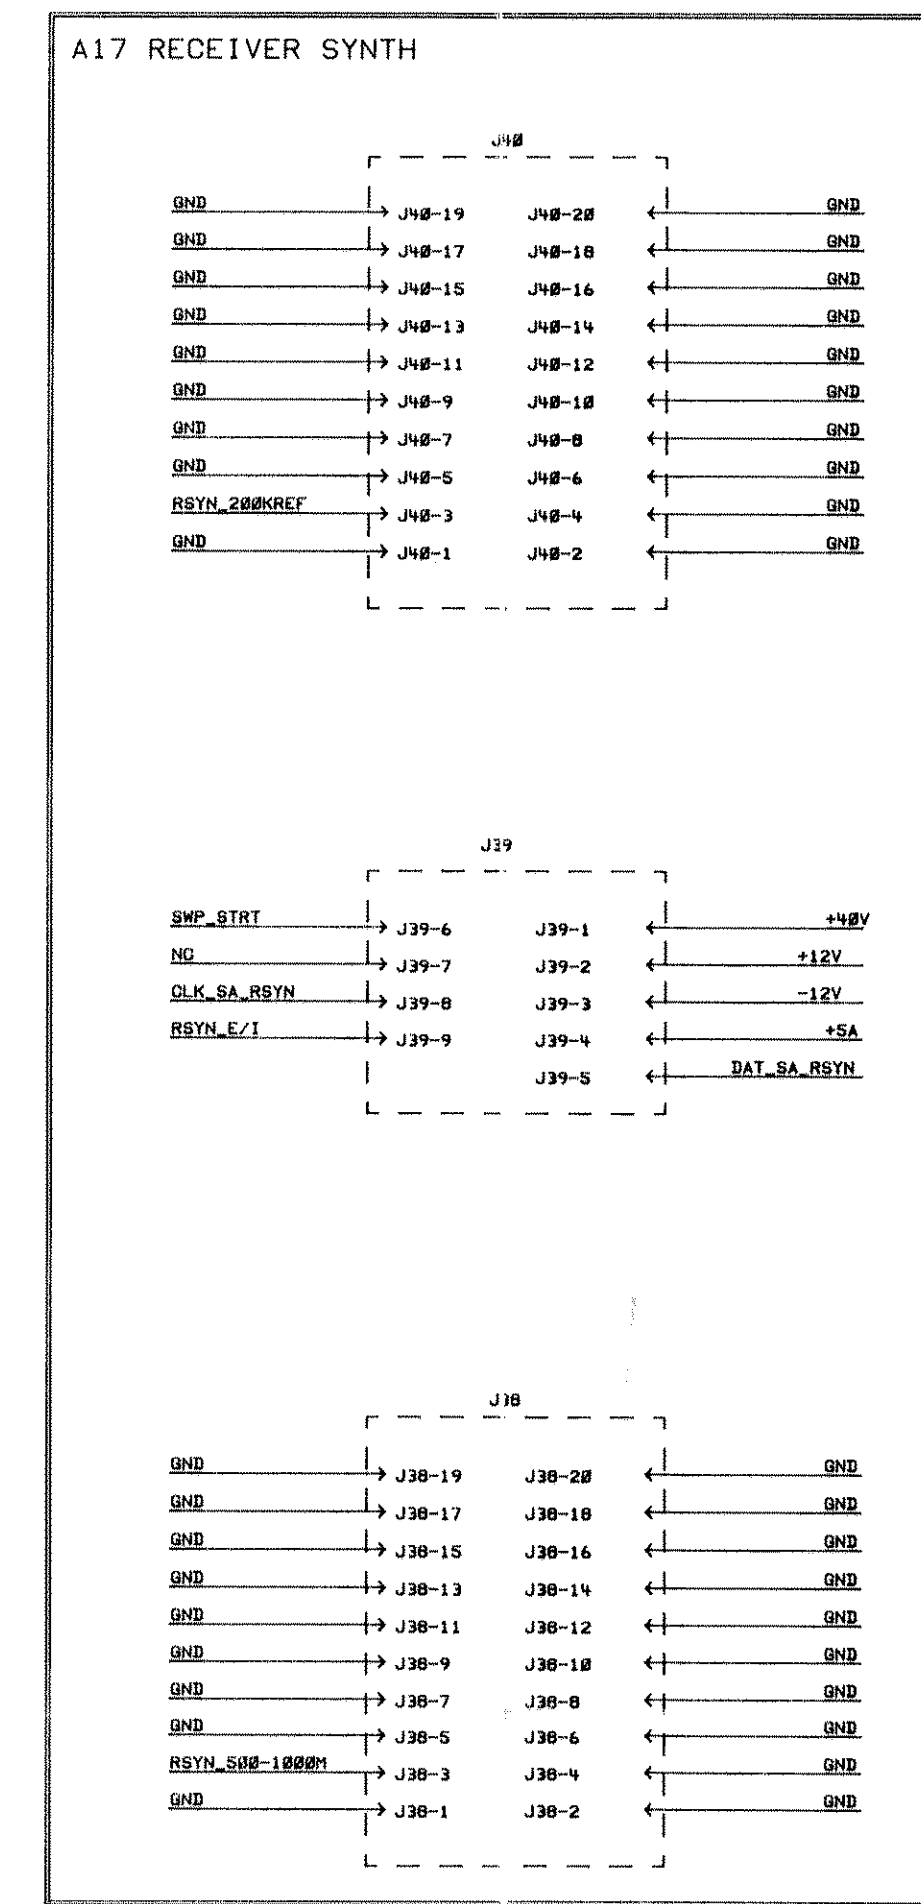 A17 RECEIVER SYNTH
J40
GND J40-19 J40-20 GND
GND J40-17 J40-18 GND
GND J40-15 J40-16 GND
GND J40-13 J40-14 GND
GND J40-11 J40-12 GND
GND J40-9 J40-10 GND
GND J40-7 J40-8 GND
GND J40-5 J40-6 GND
RSYN_200KREF J40-3 J40-4 GND
GND J40-1 J40-2 GND
J39
SWP_STRT J39-6 J39-1 +40V
NC J39-7 J39-2 +12V
CLK_SA_RSYN J39-8 J39-3 -12V
RSYN_E/I J39-9 J39-4 +5A
J39-5 DAT_SA_RSYN
J38
GND J38-19 J38-20 GND
GND J38-17 J38-18 GND
GND J38-15 J38-16 GND
GND J38-13 J38-14 GND
GND J38-11 J38-12 GND
GND J38-9 J38-10 GND
GND J38-7 J38-8 GND
GND J38-5 J38-6 GND
RSYN_500-1000M J38-3 J38-4 GND
GND J38-1 J38-2 GND